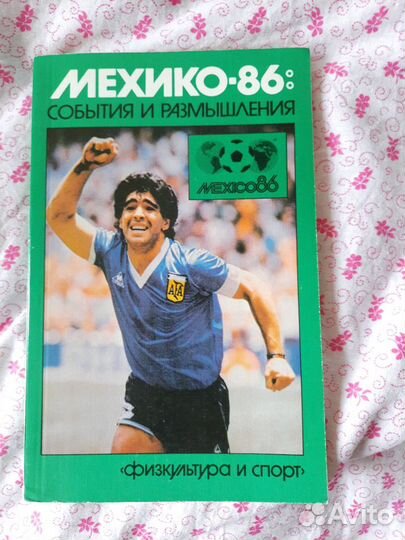 МЕХИКО-86:
СОБЫТИЯ И РАЗМЫШЛЕНИЯ
MEXICO86
AFA
«физкультура и спорт»
Avito